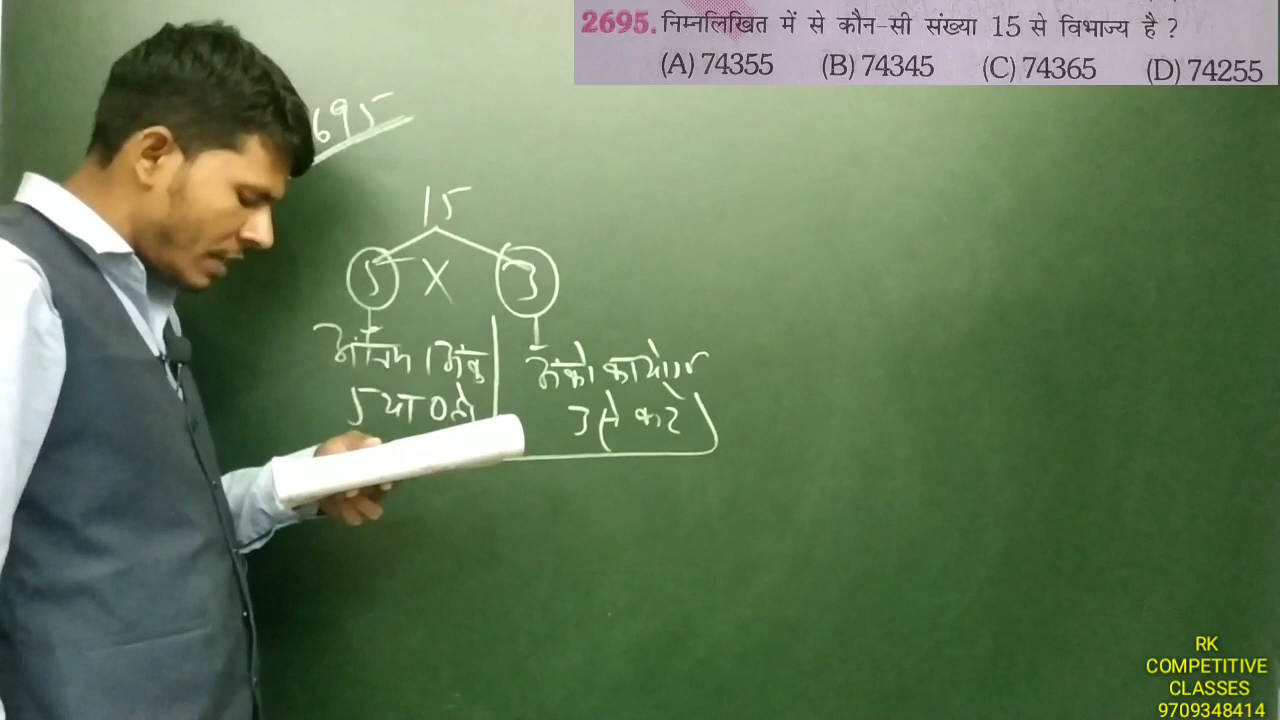 2695. निम्नलिखित में से कौन-सी संख्या 15 से विभाज्य है ?
(A) 74355 (B) 74345 (C) 74365 (D) 74255
695
15
5 X 3
अंतिम अंक
5 या 0 हो
अंको का योग
3 से कटे
RK
COMPETITIVE
CLASSES
9709348414